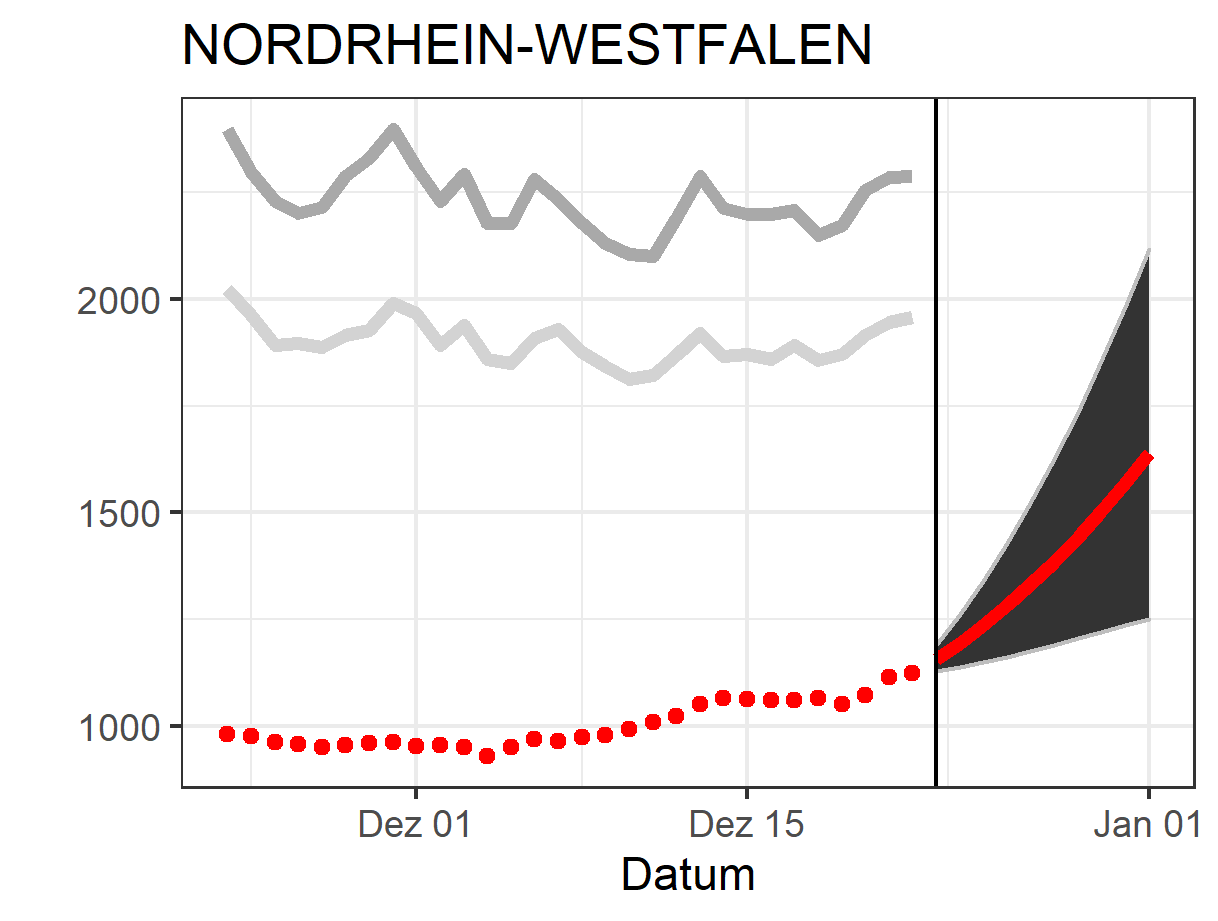 NORDRHEIN-WESTFALEN
2000
1500
1000
Dez 01 Dez 15 Jan 01
Datum